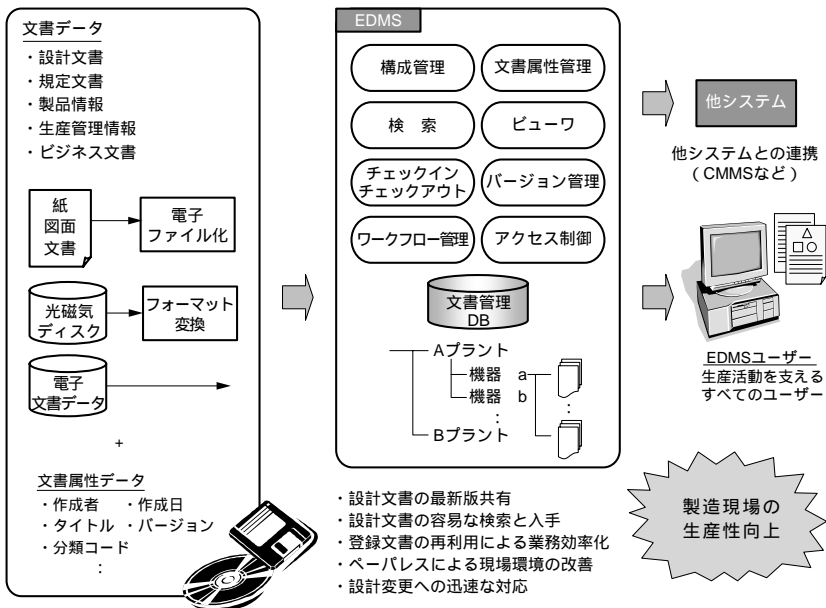 文書データ
・設計文書
・規定文書
・製品情報
・生産管理情報
・ビジネス文書
紙
図面
文書
電子
ファイル化
光磁気
ディスク
フォーマット
変換
電子
文書データ
+
文書属性データ
・作成者 ・作成日
・タイトル ・バージョン
・分類コード
:
EDMS
構成管理
文書属性管理
検 索
ビューワ
チェックイン
チェックアウト
バージョン管理
ワークフロー管理
アクセス制御
文書管理
DB
Aプラント
機器 a
機器 b
:
:
Bプラント
・設計文書の最新版共有
・設計文書の容易な検索と入手
・登録文書の再利用による業務効率化
・ペーパレスによる現場環境の改善
・設計変更への迅速な対応
他システム
他システムとの連携
(CMMSなど)
EDMSユーザー
生産活動を支える
すべてのユーザー
製造現場の
生産性向上